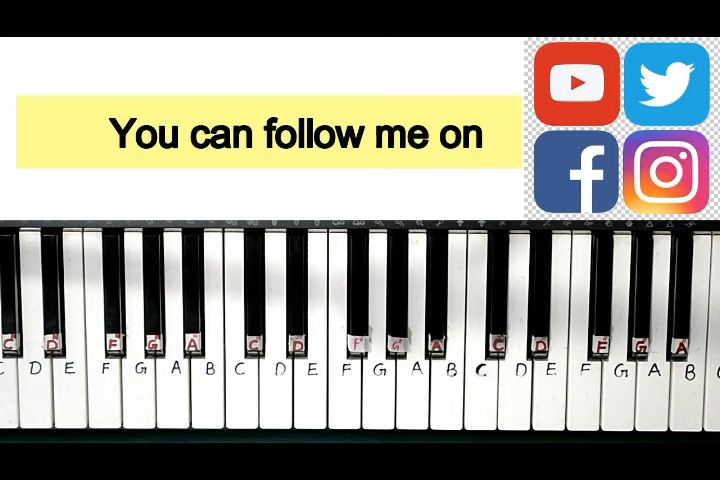 You can follow me on
C# D# F# G# A# C D F G A C D F# G# A#
C D E F G A B C D E F G A B C D E F G A B C